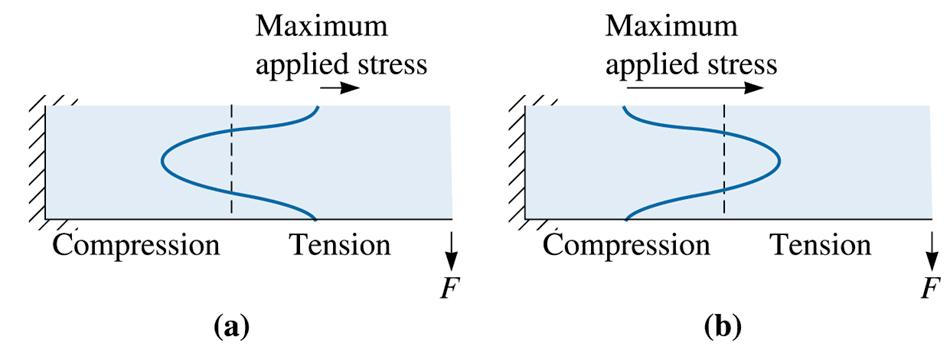 Maximum
applied stress
Compression
Tension
F
(a)
Maximum
applied stress
Compression
Tension
F
(b)